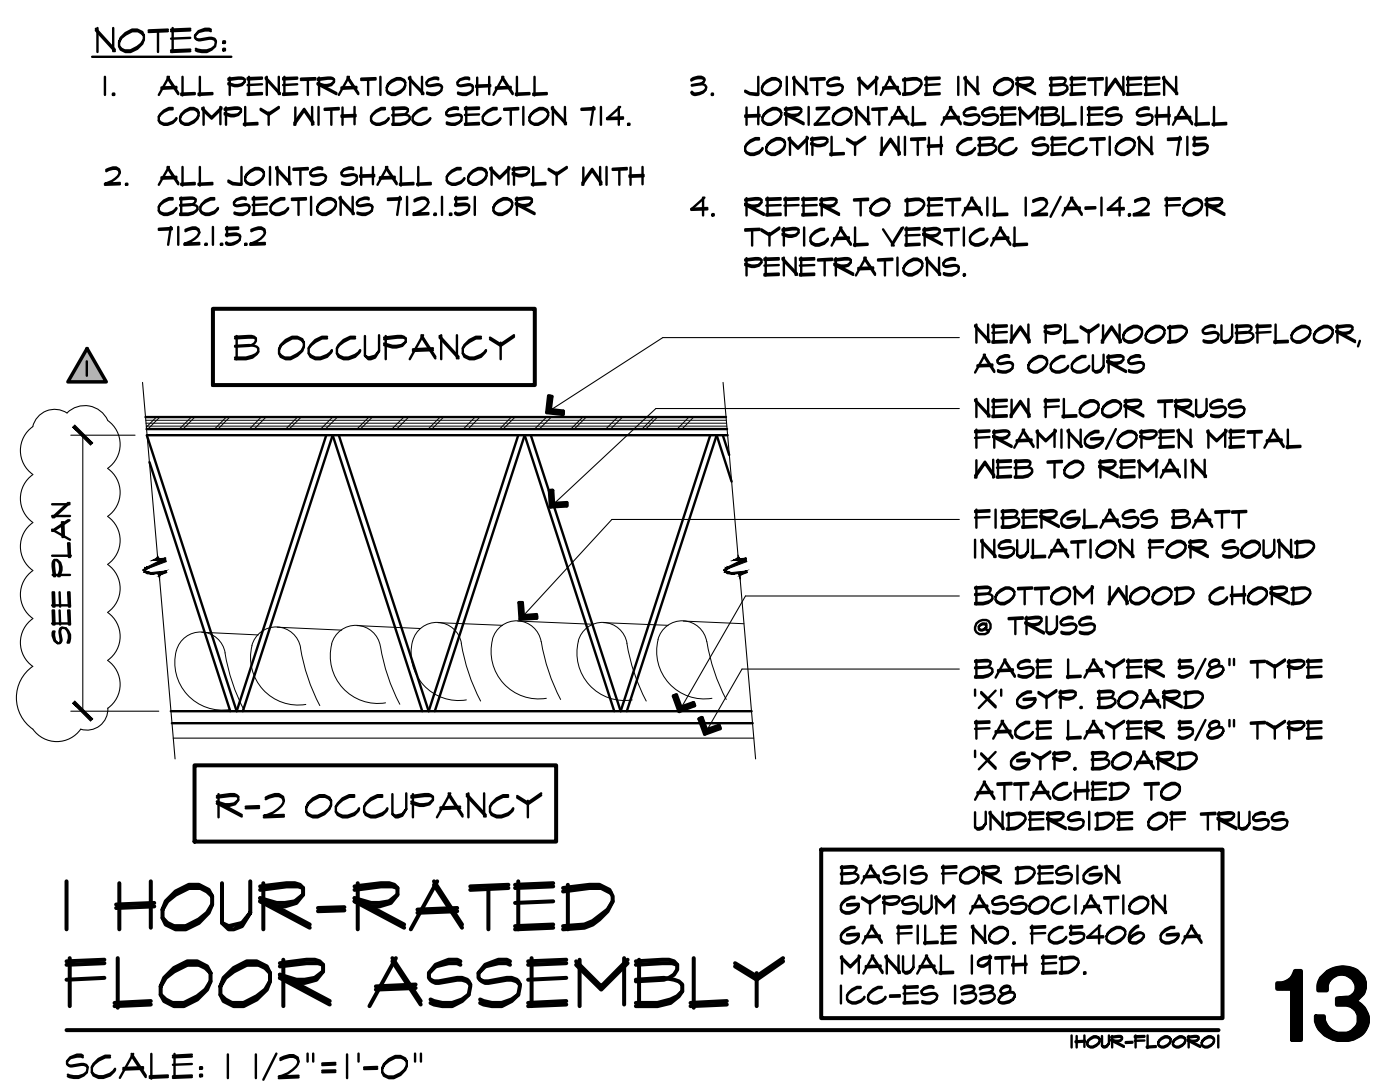 NOTES:
1. ALL PENETRATIONS SHALL
COMPLY WITH CBC SECTION 714.
2. ALL JOINTS SHALL COMPLY WITH
CBC SECTIONS 712.1.51 OR
712.1.5.2
3. JOINTS MADE IN OR BETWEEN
HORIZONTAL ASSEMBLIES SHALL
COMPLY WITH CBC SECTION 715
4. REFER TO DETAIL 12/A-14.2 FOR
TYPICAL VERTICAL
PENETRATIONS.
B OCCUPANCY
1
SEE PLAN
NEW PLYWOOD SUBFLOOR,
AS OCCURS
NEW FLOOR TRUSS
FRAMING/OPEN METAL
WEB TO REMAIN
FIBERGLASS BATT
INSULATION FOR SOUND
BOTTOM WOOD CHORD
@ TRUSS
BASE LAYER 5/8" TYPE
'X' GYP. BOARD
FACE LAYER 5/8" TYPE
'X GYP. BOARD
ATTACHED TO
UNDERSIDE OF TRUSS
R-2 OCCUPANCY
1 HOUR-RATED
FLOOR ASSEMBLY
BASIS FOR DESIGN
GYPSUM ASSOCIATION
GA FILE NO. FC5406 GA
MANUAL 19TH ED.
ICC-ES 1338
13
1HOUR-FLOOR01
SCALE: 1 1/2"=1'-0"